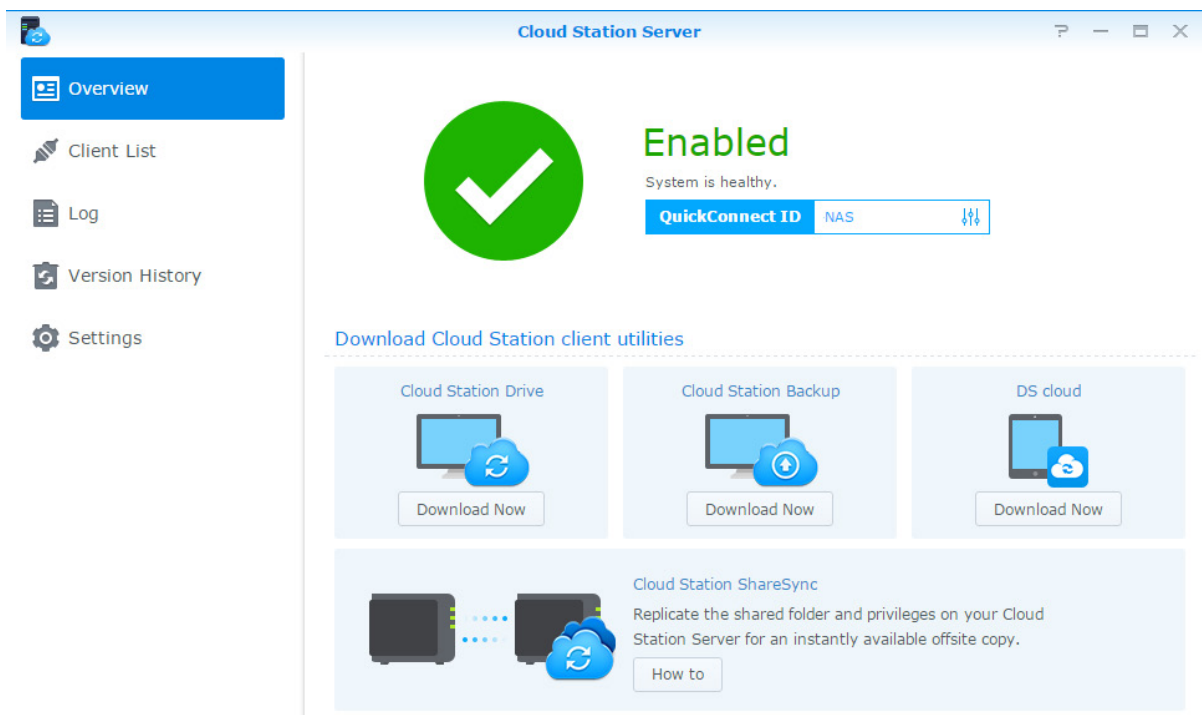 Cloud Station Server
Overview
Client List
Log
Version History
Settings
Enabled
System is healthy.
QuickConnect ID NAS
Download Cloud Station client utilities
Cloud Station Drive
Download Now
Cloud Station Backup
Download Now
DS cloud
Download Now
Cloud Station ShareSync
Replicate the shared folder and privileges on your Cloud
Station Server for an instantly available offsite copy.
How to